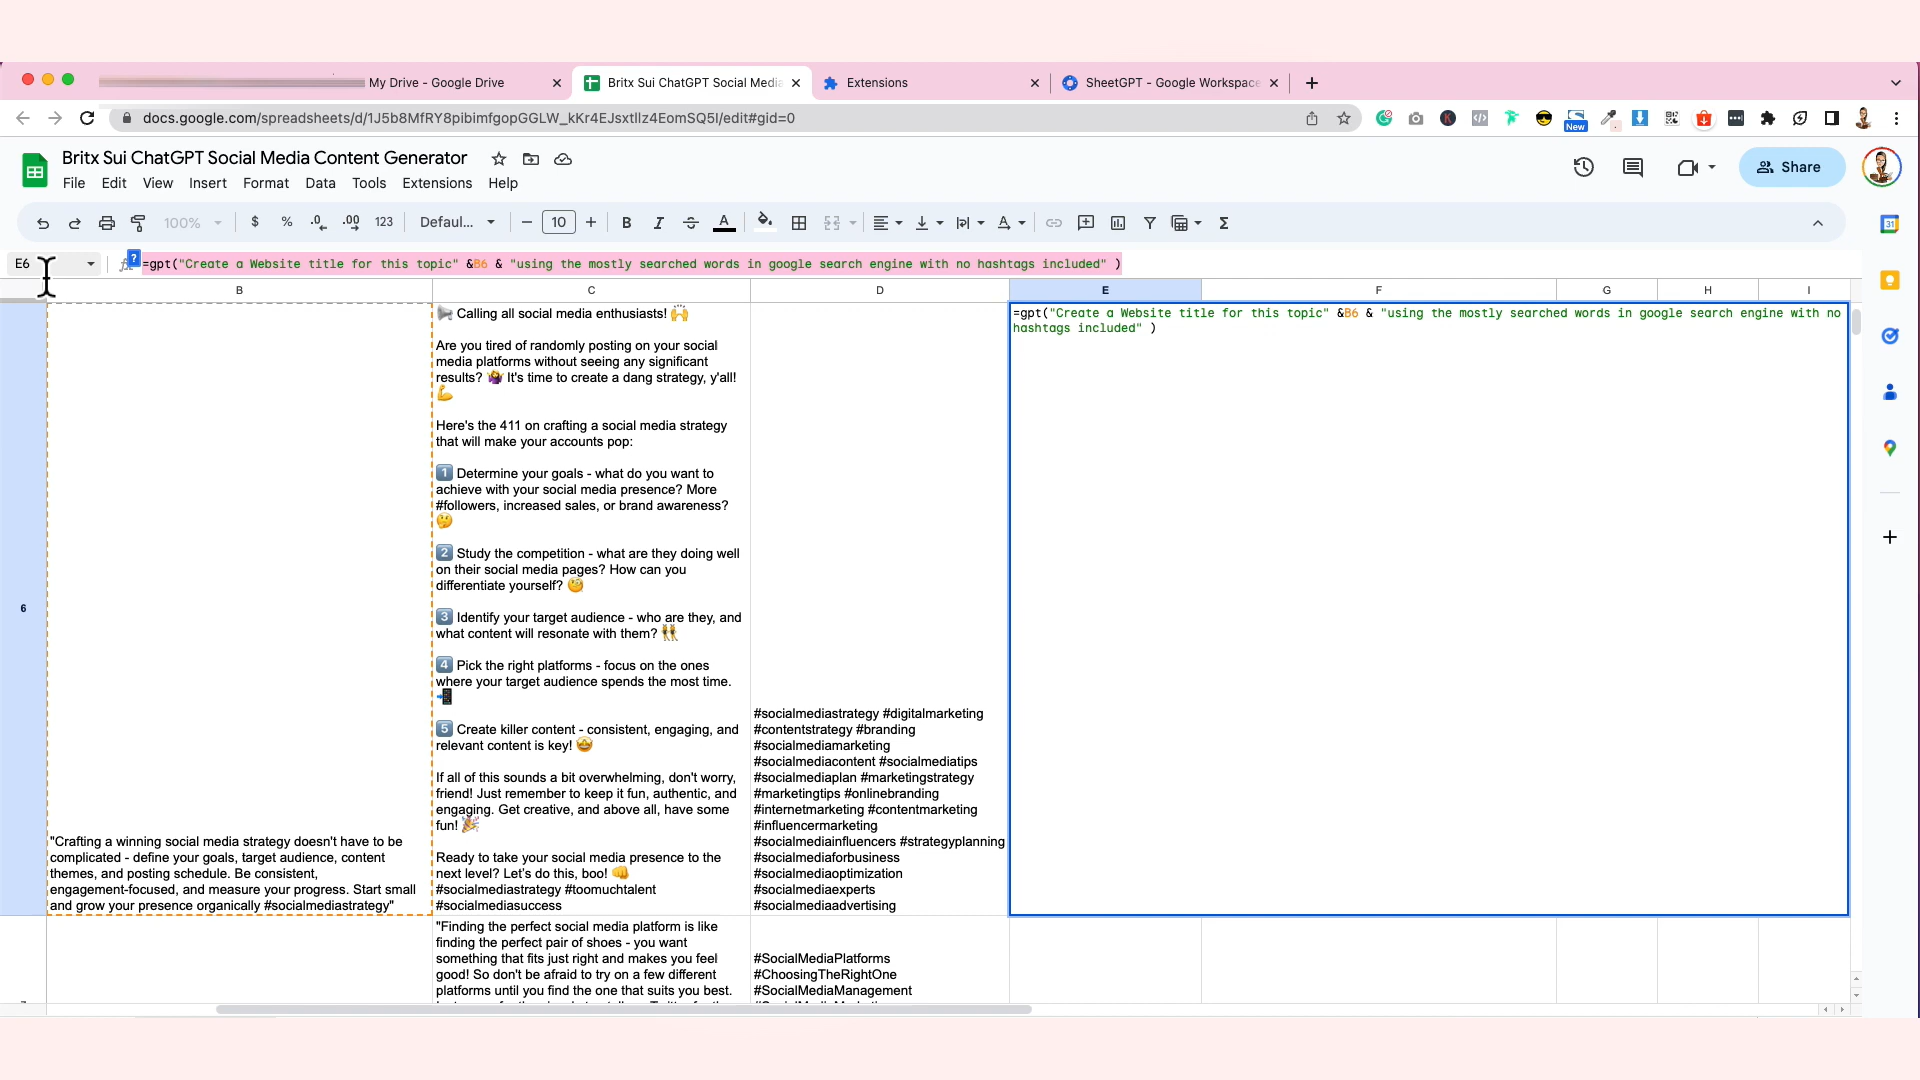 My Drive - Google Drive
Britx Sui ChatGPT Social Media
Extensions
SheetGPT - Google Workspace
docs.google.com/spreadsheets/d/1J5b8MfRY8pibimfgopGGLW_kKr4EJsxtllz4EomSQ5I/edit#gid=0
New
Britx Sui ChatGPT Social Media Content Generator
File Edit View Insert Format Data Tools Extensions Help
Share
100% $ % .0 .00 123 Defaul... 10 B I S A
31
E6 ? fx =gpt("Create a Website title for this topic" &B6 & "using the mostly searched words in google search engine with no hashtags included" )
B C D E F G H I
6
"Crafting a winning social media strategy doesn't have to be
complicated - define your goals, target audience, content
themes, and posting schedule. Be consistent,
engagement-focused, and measure your progress. Start small
and grow your presence organically #socialmediastrategy"
📢 Calling all social media enthusiasts! 🙌
Are you tired of randomly posting on your social
media platforms without seeing any significant
results? 🤷‍♀️ It's time to create a dang strategy, y'all!
💪
Here's the 411 on crafting a social media strategy
that will make your accounts pop:
1️⃣ Determine your goals - what do you want to
achieve with your social media presence? More
#followers, increased sales, or brand awareness?
🤔
2️⃣ Study the competition - what are they doing well
on their social media pages? How can you
differentiate yourself? 🧐
3️⃣ Identify your target audience - who are they, and
what content will resonate with them? 👯
4️⃣ Pick the right platforms - focus on the ones
where your target audience spends the most time.
📲
5️⃣ Create killer content - consistent, engaging, and
relevant content is key! 🤩
If all of this sounds a bit overwhelming, don't worry,
friend! Just remember to keep it fun, authentic, and
engaging. Get creative, and above all, have some
fun! 🎉
Ready to take your social media presence to the
next level? Let's do this, boo! 👊
#socialmediastrategy #toomuchtalent
#socialmediasuccess
#socialmediastrategy #digitalmarketing
#contentstrategy #branding
#socialmediamarketing
#socialmediacontent #socialmediatips
#socialmediaplan #marketingstrategy
#marketingtips #onlinebranding
#internetmarketing #contentmarketing
#influencermarketing
#socialmediainfluencers #strategyplanning
#socialmediaforbusiness
#socialmediaoptimization
#socialmediaexperts
#socialmediaadvertising
=gpt("Create a Website title for this topic" &B6 & "using the mostly searched words in google search engine with no
hashtags included" )
"Finding the perfect social media platform is like
finding the perfect pair of shoes - you want
something that fits just right and makes you feel
good! So don't be afraid to try on a few different
platforms until you find the one that suits you best.
#SocialMediaPlatforms
#ChoosingTheRightOne
#SocialMediaManagement